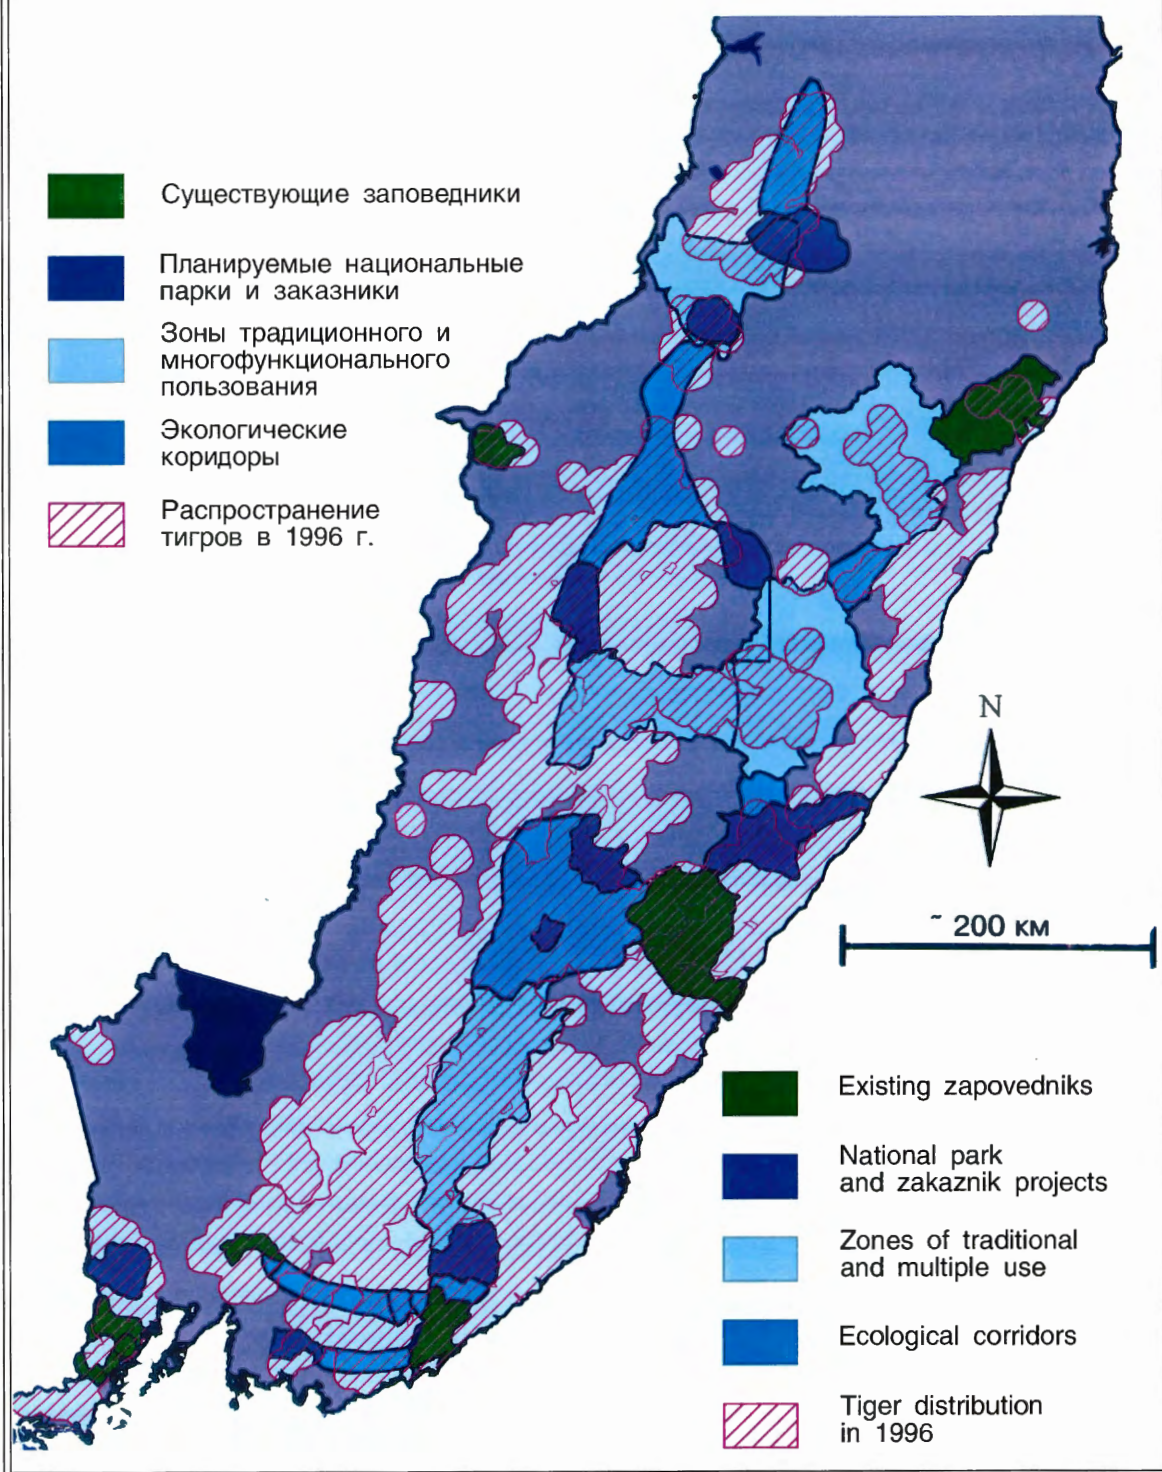 Существующие заповедники
Планируемые национальные
парки и заказники
Зоны традиционного и
многофункционального
пользования
Экологические
коридоры
Распространение
тигров в 1996 г.
N
~ 200 км
Existing zapovedniks
National park
and zakaznik projects
Zones of traditional
and multiple use
Ecological corridors
Tiger distribution
in 1996